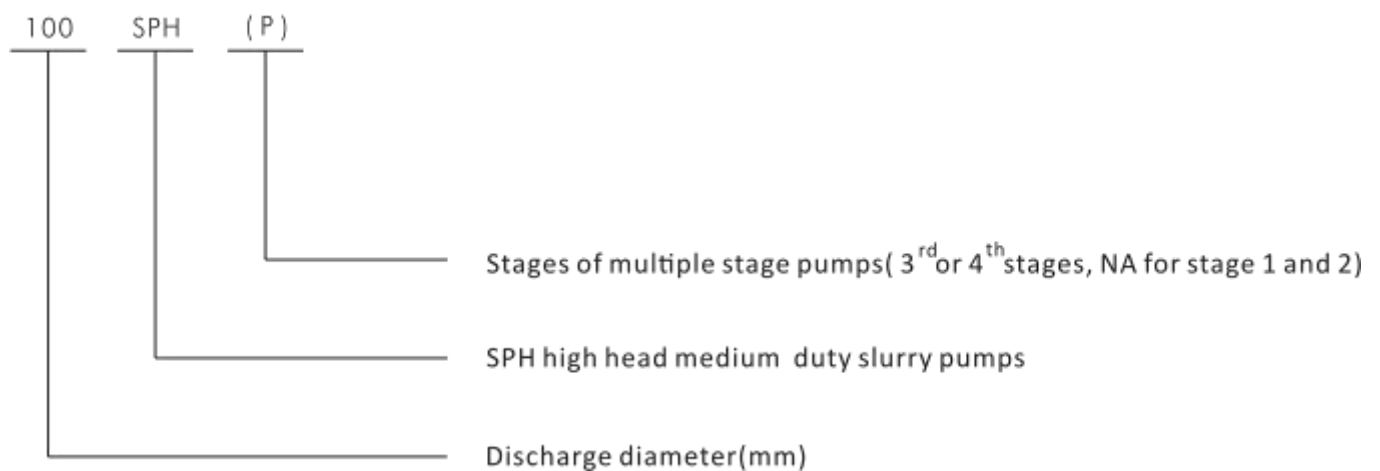 100 SPH (P)
Stages of multiple stage pumps( 3rd or 4th stages, NA for stage 1 and 2)
SPH high head medium duty slurry pumps
Discharge diameter(mm)